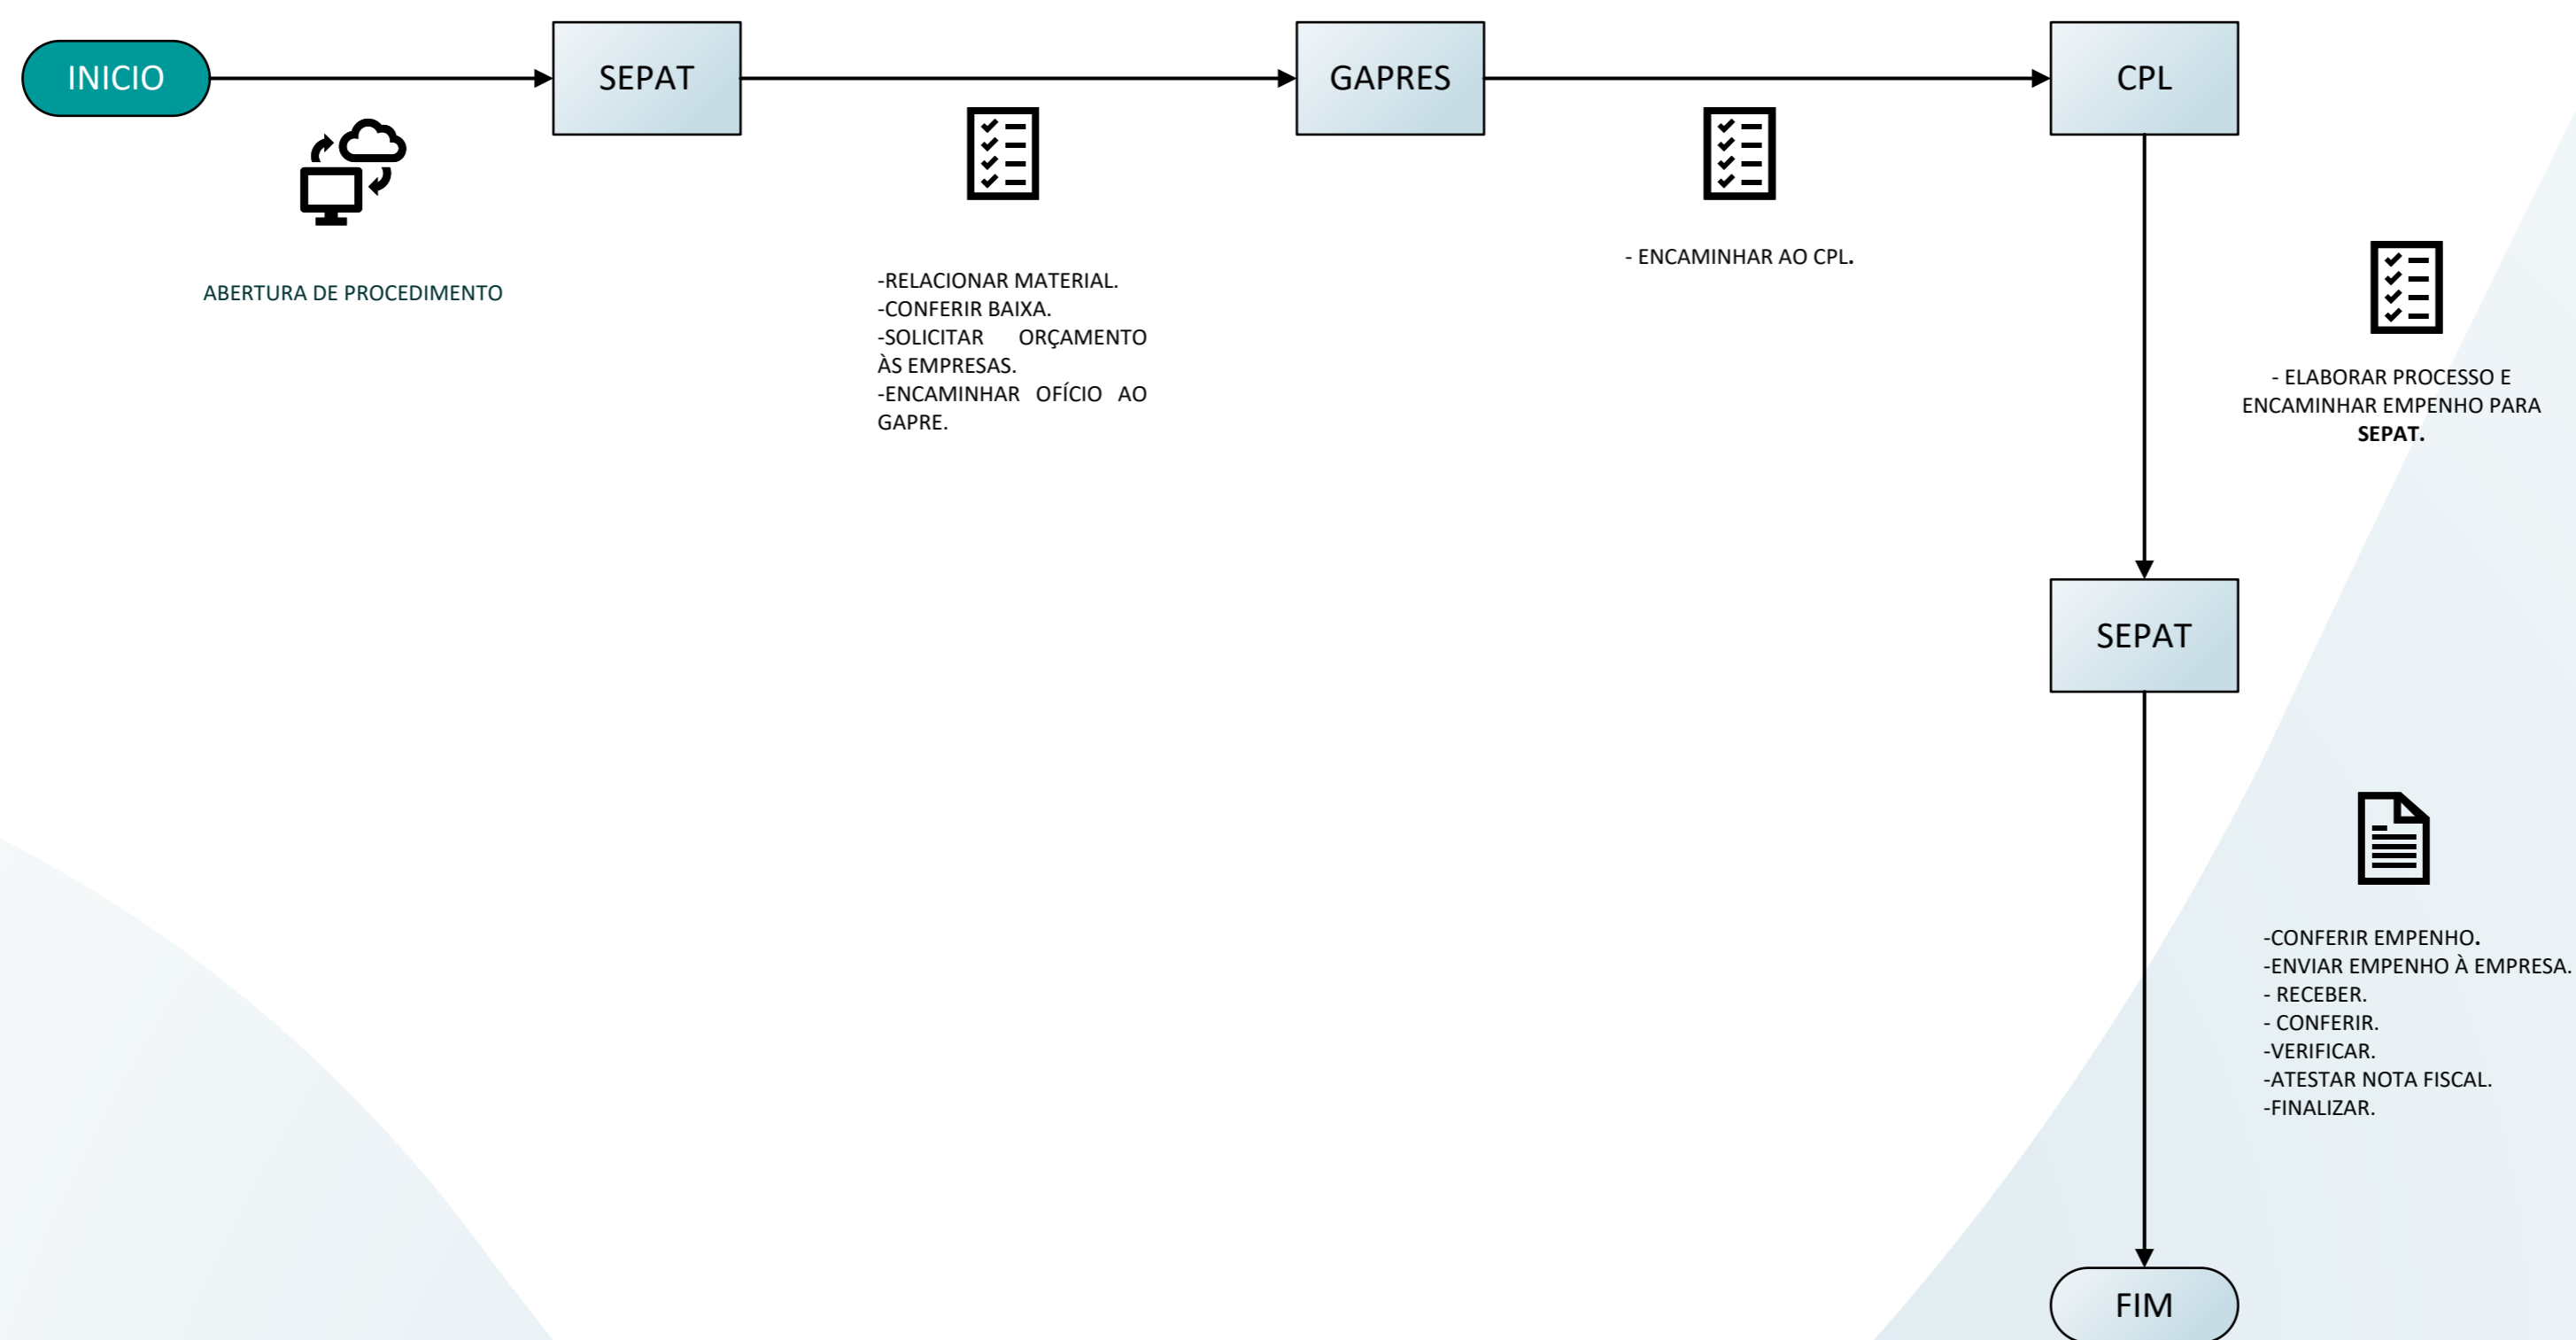 INICIO
SEPAT
GAPRES
CPL
ABERTURA DE PROCEDIMENTO
-RELACIONAR MATERIAL.
-CONFERIR BAIXA.
-SOLICITAR ORÇAMENTO
ÀS EMPRESAS.
-ENCAMINHAR OFÍCIO AO
GAPRE.
- ENCAMINHAR AO CPL.
- ELABORAR PROCESSO E
ENCAMINHAR EMPENHO PARA
SEPAT.
SEPAT
-CONFERIR EMPENHO.
-ENVIAR EMPENHO À EMPRESA.
- RECEBER.
- CONFERIR.
-VERIFICAR.
-ATESTAR NOTA FISCAL.
-FINALIZAR.
FIM